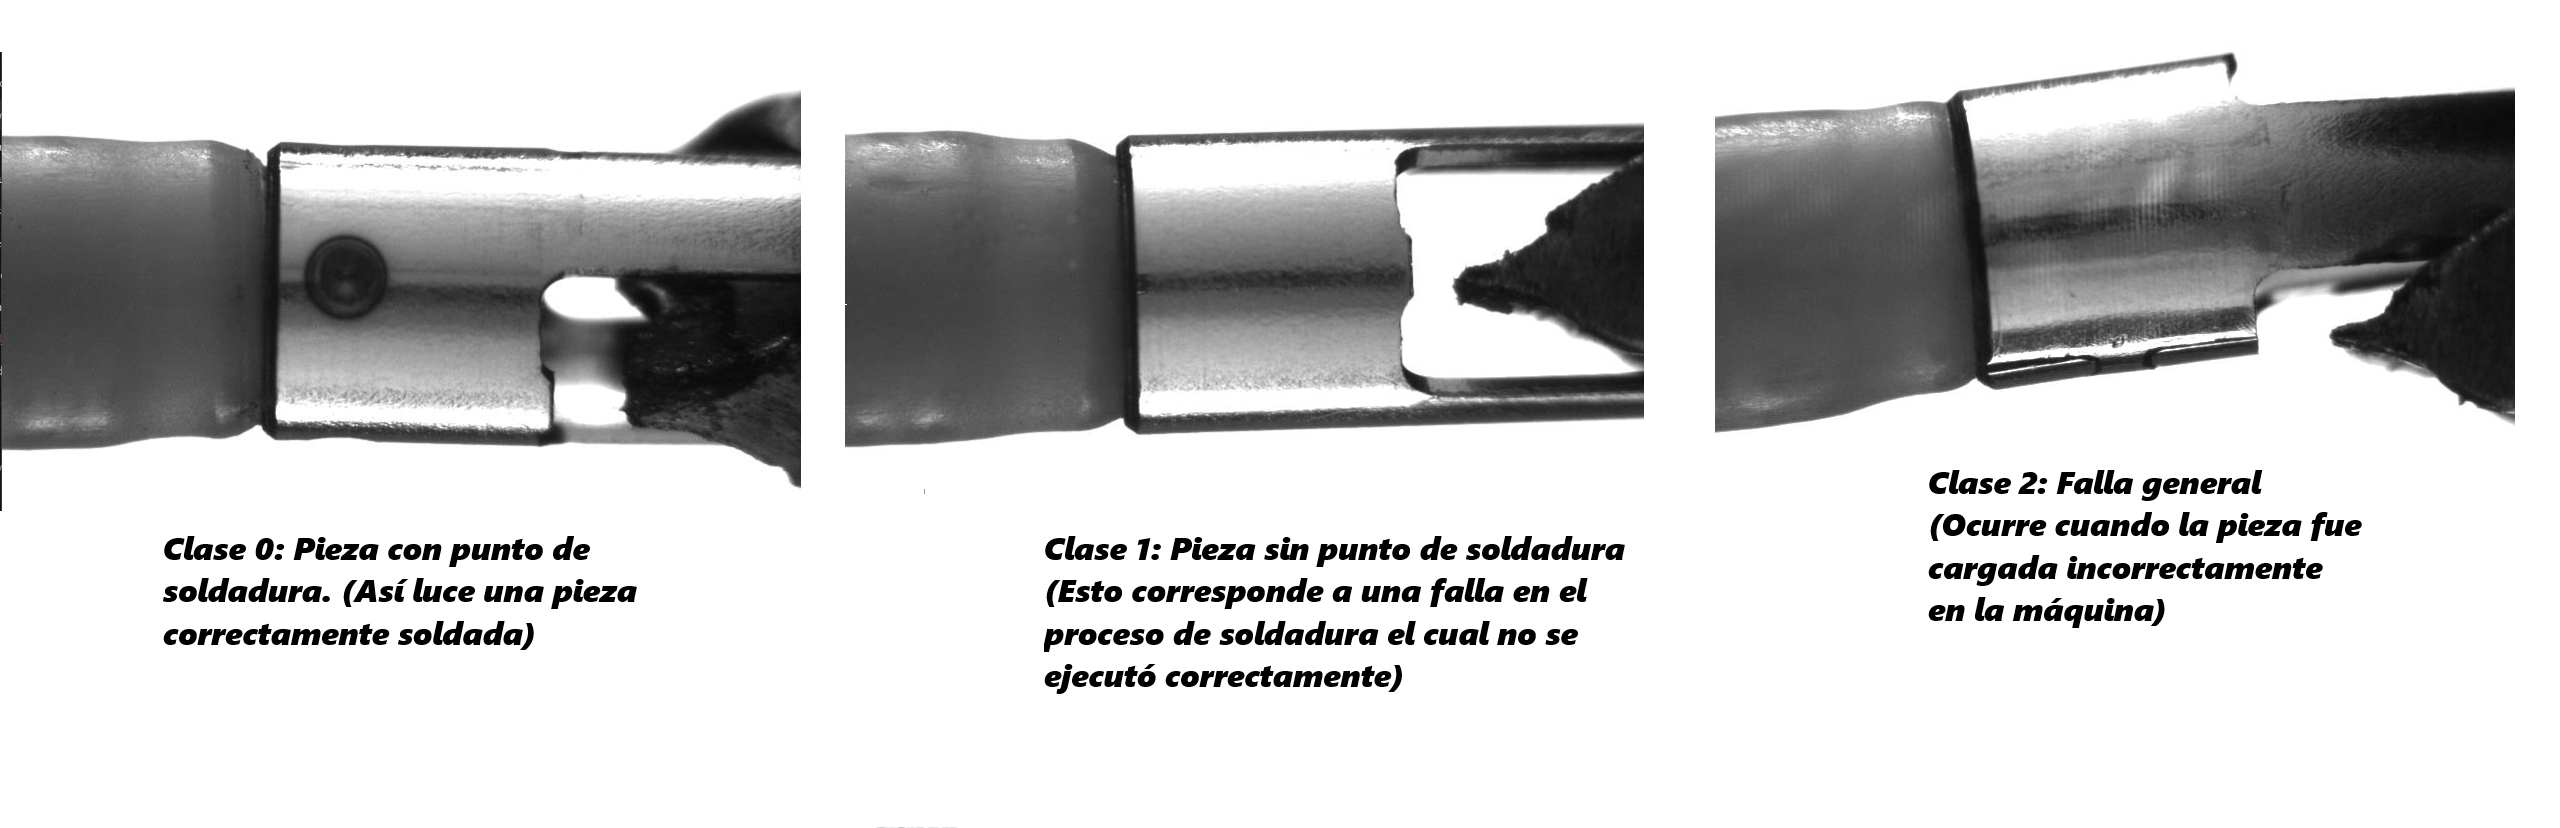 Clase 0: Pieza con punto de
soldadura. (Así luce una pieza
correctamente soldada)
Clase 1: Pieza sin punto de soldadura
(Esto corresponde a una falla en el
proceso de soldadura el cual no se
ejecutó correctamente)
Clase 2: Falla general
(Ocurre cuando la pieza fue
cargada incorrectamente
en la máquina)